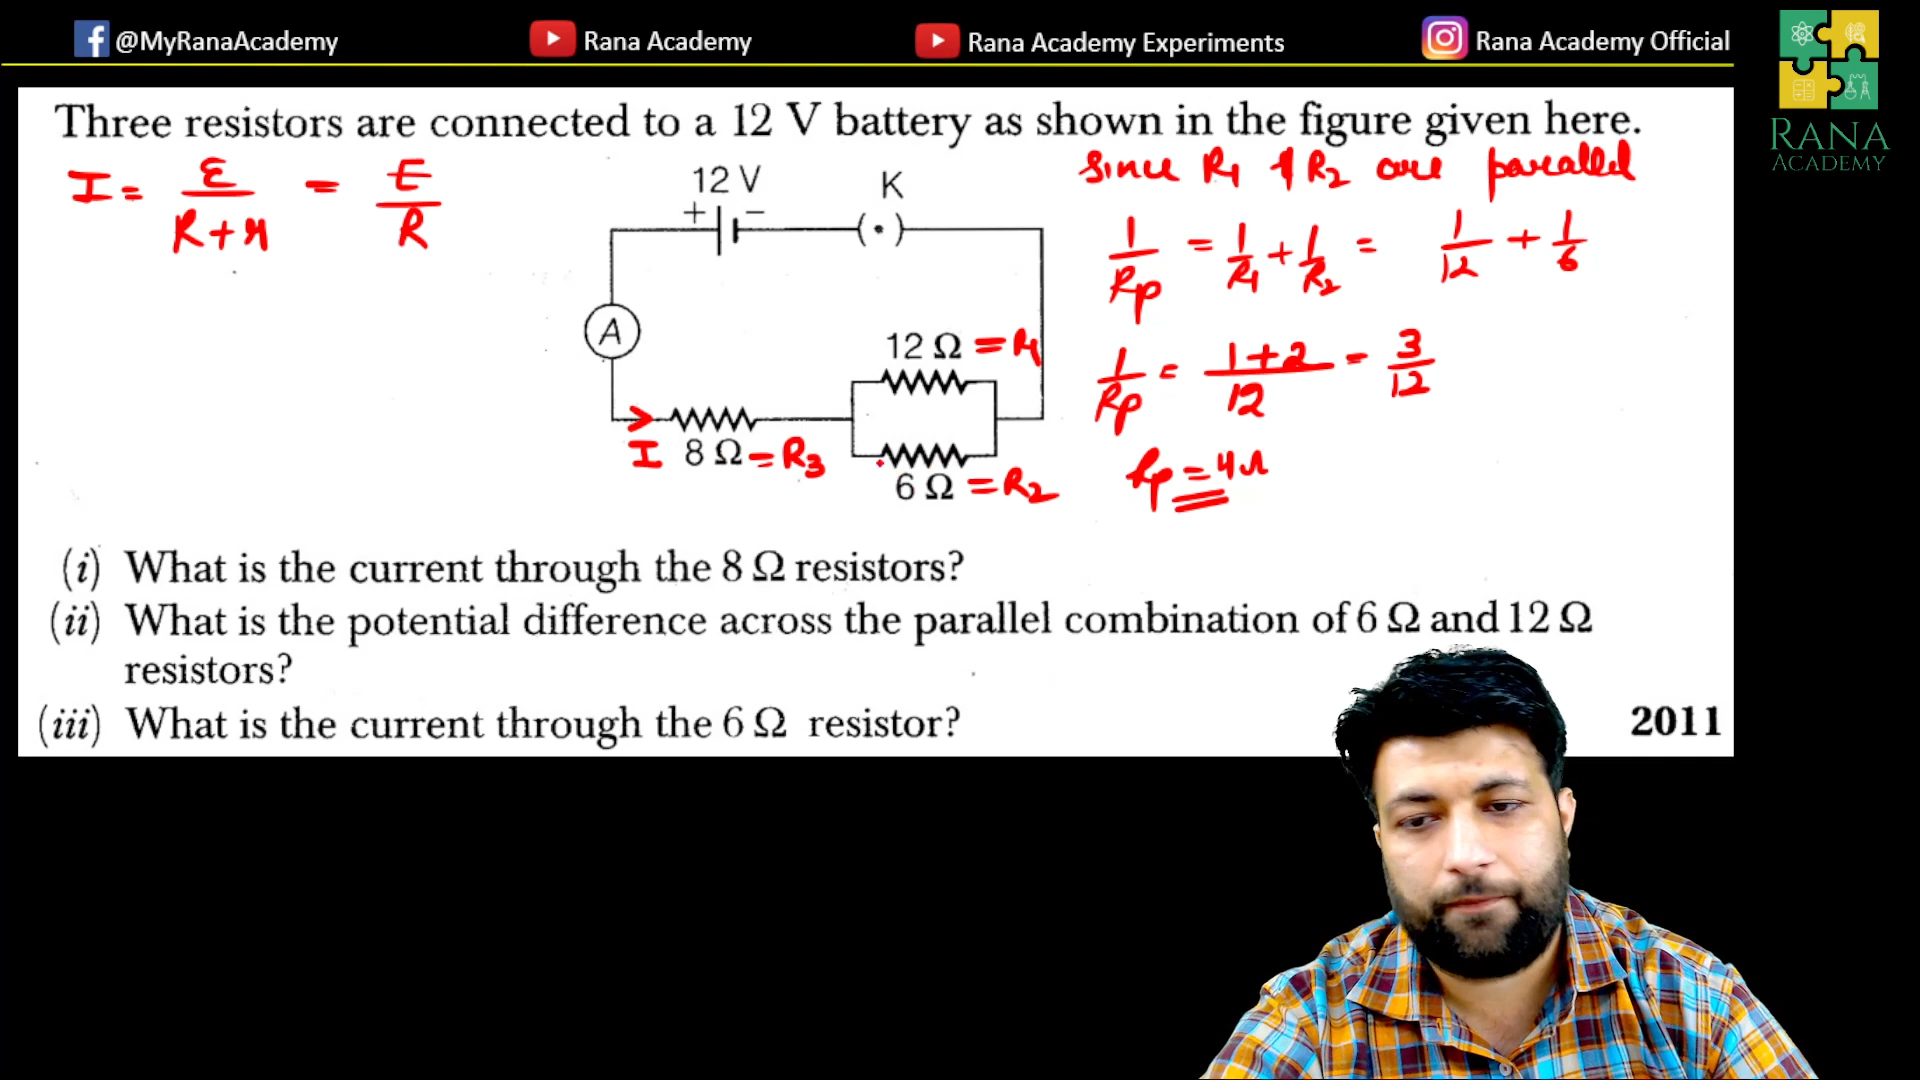 @MyRanaAcademy
Rana Academy
Rana Academy Experiments
Rana Academy Official
RANA
ACADEMY
Three resistors are connected to a 12 V battery as shown in the figure given here.
I = ε/R+r = E/R
Since R1 & R2 are parallel
12 V
+ −
K
1/Rp = 1/R1 + 1/R2 = 1/12 + 1/6
A
12 Ω = R1
1/Rp = 1+2/12 = 3/12
I
8 Ω = R3
6 Ω = R2
Rp = 4Ω
(i) What is the current through the 8 Ω resistors?
(ii) What is the potential difference across the parallel combination of 6 Ω and 12 Ω
resistors?
(iii) What is the current through the 6 Ω resistor?
2011